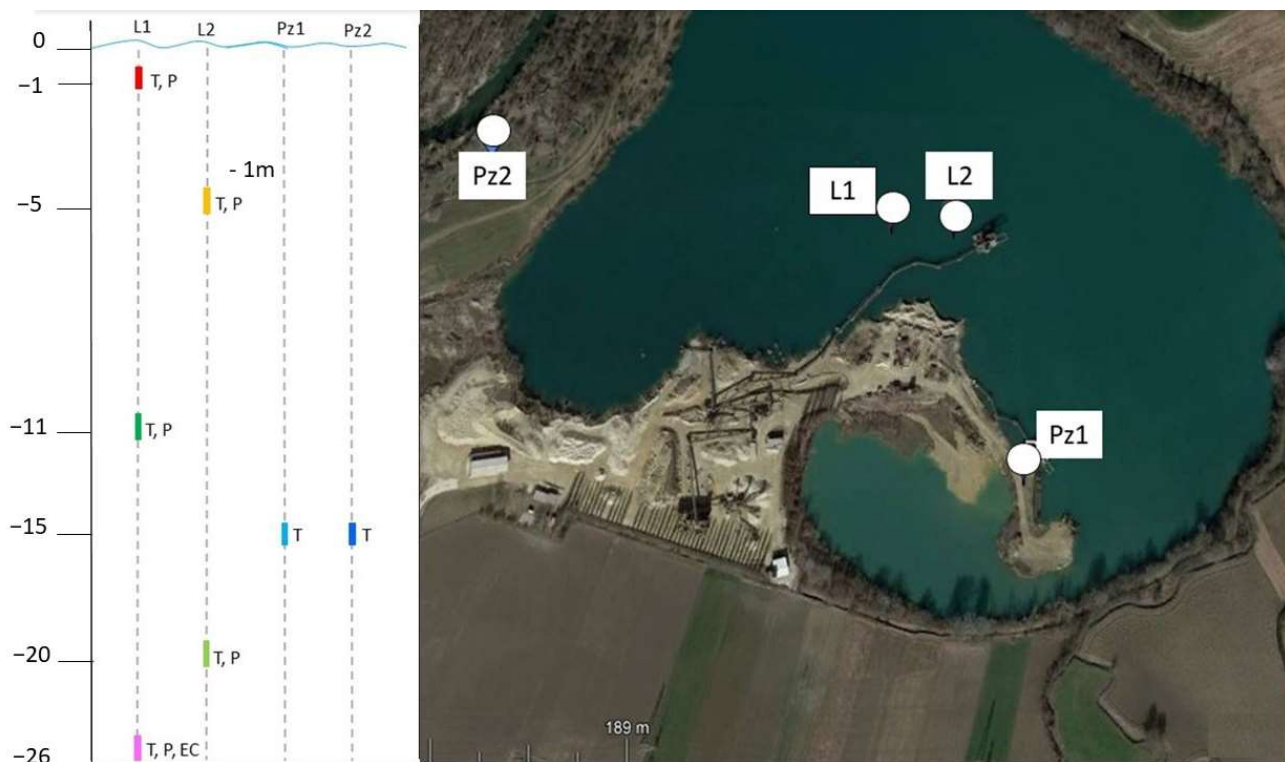 L1 L2 Pz1 Pz2
0
−1 T, P
- 1m
−5 T, P
−11 T, P
−15 T T
−20 T, P
−26 T, P, EC
Pz2
L1
L2
Pz1
189 m